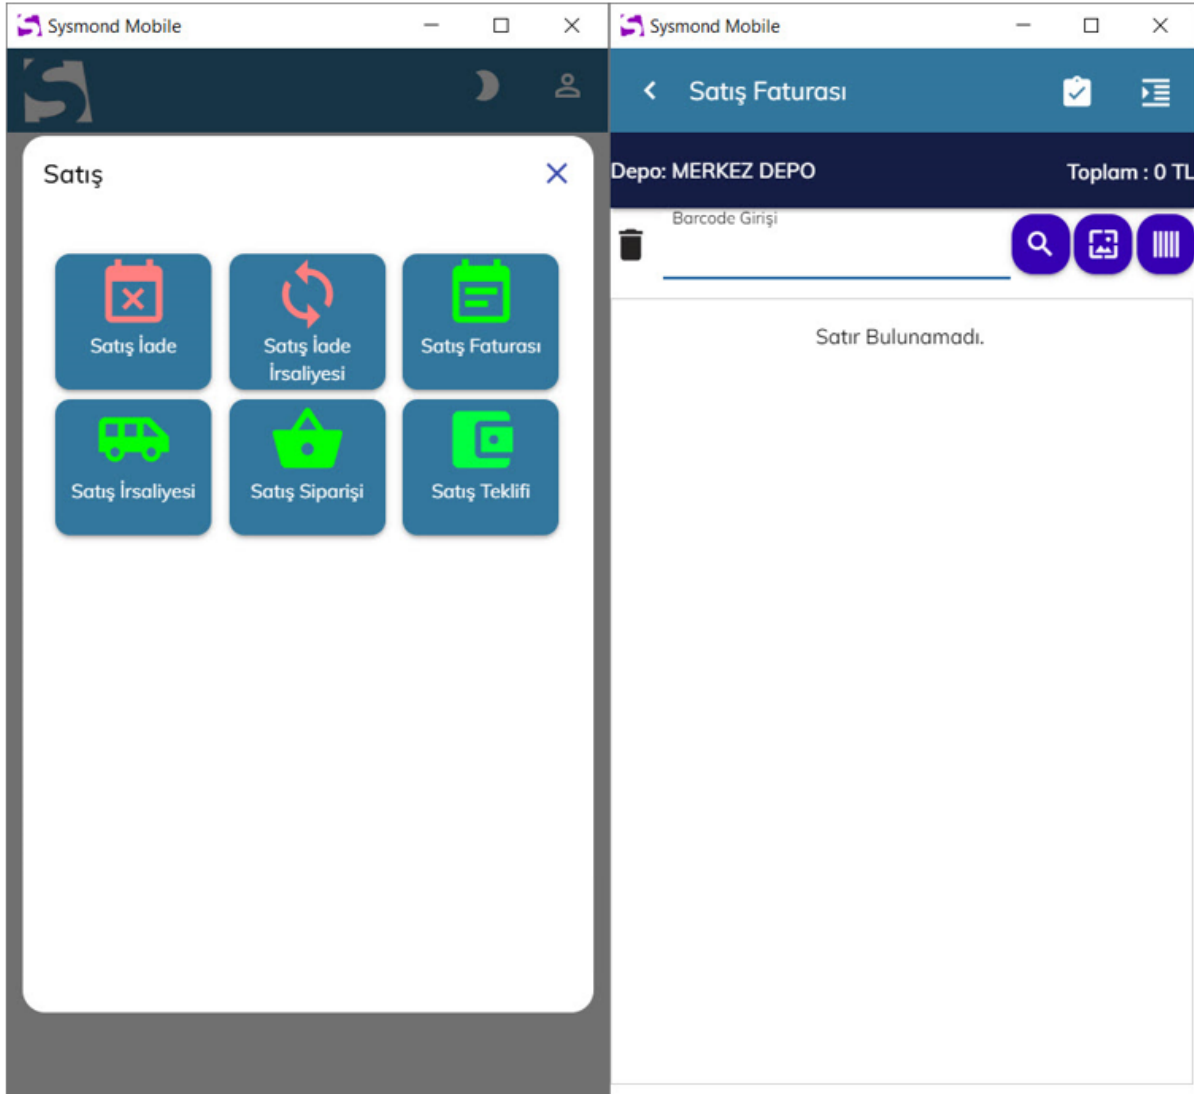 Sysmond Mobile
Satış
Satış İade
Satış İade
İrsaliyesi
Satış Faturası
Satış İrsaliyesi
Satış Siparişi
Satış Teklifi
Sysmond Mobile
Satış Faturası
Depo: MERKEZ DEPO
Toplam : 0 TL
Barcode Girişi
Satır Bulunamadı.